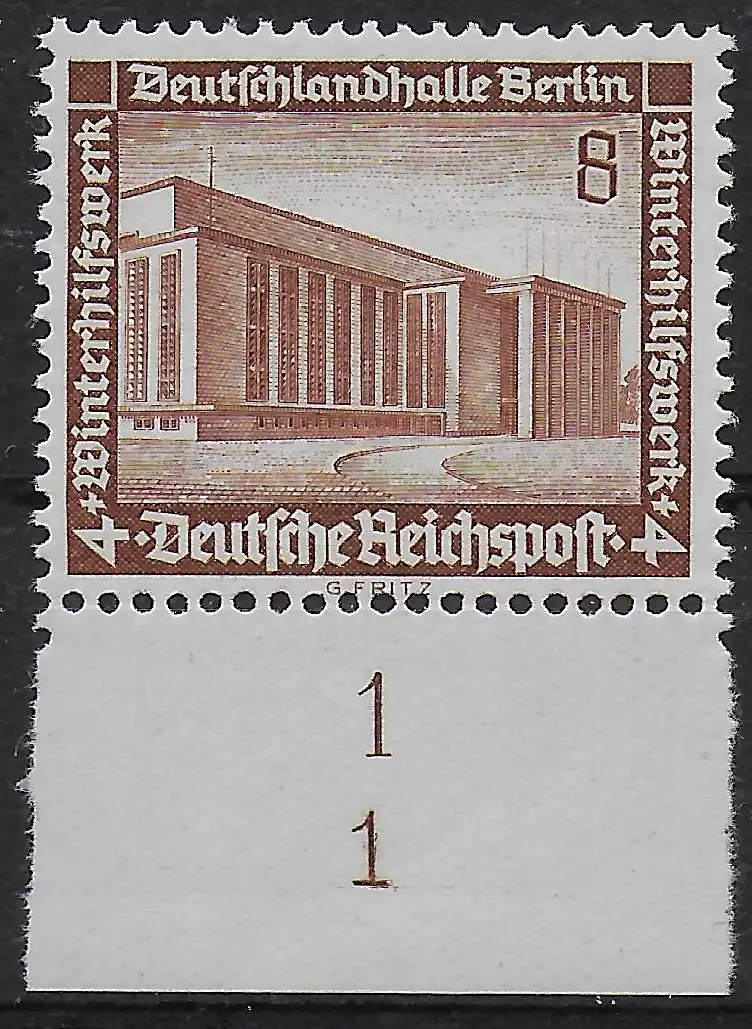 Deutschlandhalle Berlin
8
4 + Winterhilfswerk
Winterhilfswerk + 4
·Deutsche Reichspost·
G. FRITZ
1
1